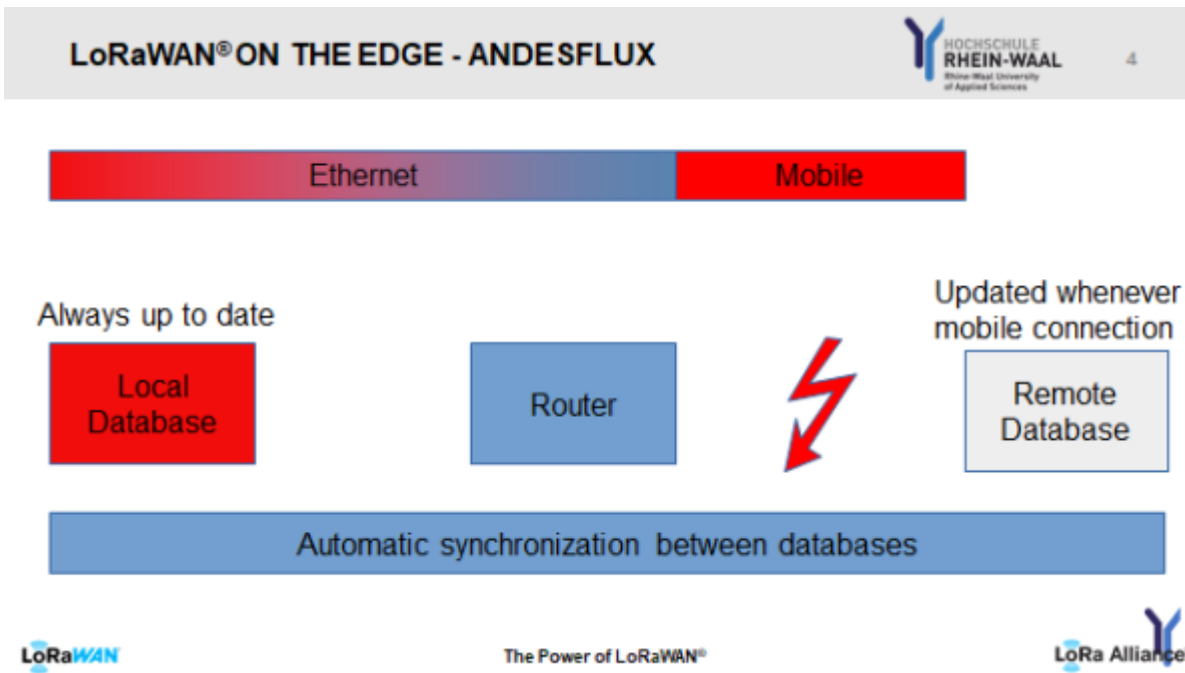 LoRaWAN® ON THE EDGE - ANDESFLUX
HOCHSCHULE
RHEIN-WAAL
Rhine-Waal University
of Applied Sciences
4
Ethernet
Mobile
Always up to date
Updated whenever
mobile connection
Local
Database
Router
Remote
Database
Automatic synchronization between databases
LoRaWAN
The Power of LoRaWAN®
LoRa Alliance